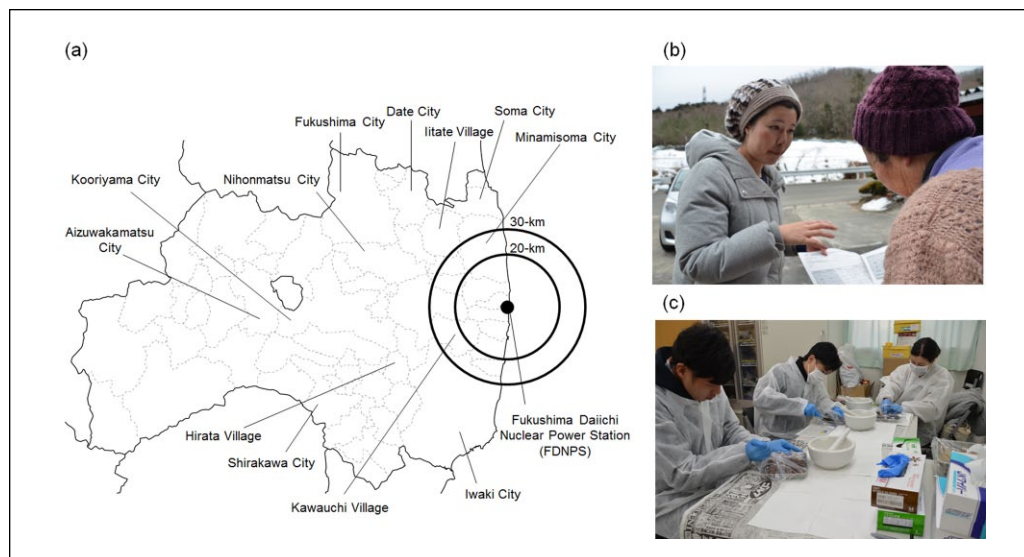 (a)
(b)
Soma City
Date City
Fukushima City
Iitate Village
Minamisoma City
Kooriyama City
Nihonmatsu City
Aizuwakamatsu
City
30-km
20-km
Fukushima Daiichi
Nuclear Power Station
(FDNPS)
Hirata Village
Shirakawa City
Iwaki City
Kawauchi Village
(c)